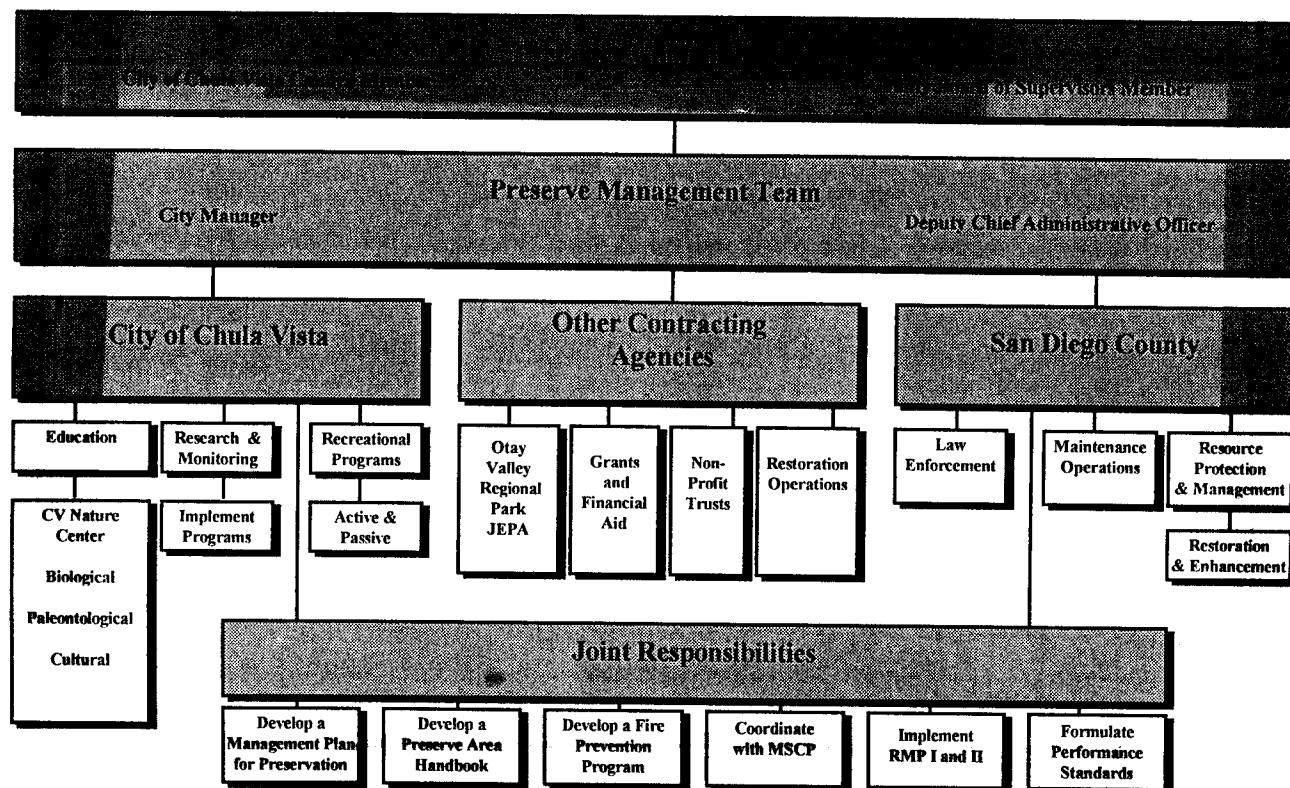 City of Chula Vista
of Supervisors Member
Preserve Management Team
City Manager
Deputy Chief Administrative Officer
City of Chula Vista
Other Contracting
Agencies
San Diego County
Education
Research &
Monitoring
Recreational
Programs
CV Nature
Center
Biological
Paleontological
Cultural
Implement
Programs
Active &
Passive
Otay
Valley
Regional
Park
JEPA
Grants
and
Financial
Aid
Non-
Profit
Trusts
Restoration
Operations
Law
Enforcement
Maintenance
Operations
Resource
Protection
& Management
Restoration
& Enhancement
Joint Responsibilities
Develop a
Management Plan
for Preservation
Develop a
Preserve Area
Handbook
Develop a Fire
Prevention
Program
Coordinate
with MSCP
Implement
RMP I and II
Formulate
Performance
Standards